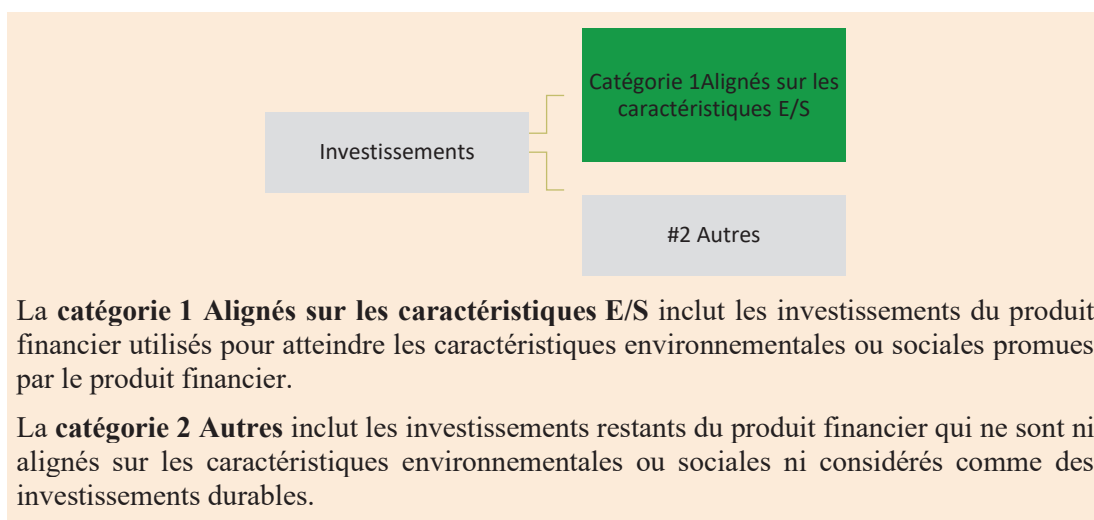 Catégorie 1Alignés sur les
caractéristiques E/S
Investissements
#2 Autres
La catégorie 1 Alignés sur les caractéristiques E/S inclut les investissements du produit
financier utilisés pour atteindre les caractéristiques environnementales ou sociales promues
par le produit financier.
La catégorie 2 Autres inclut les investissements restants du produit financier qui ne sont ni
alignés sur les caractéristiques environnementales ou sociales ni considérés comme des
investissements durables.